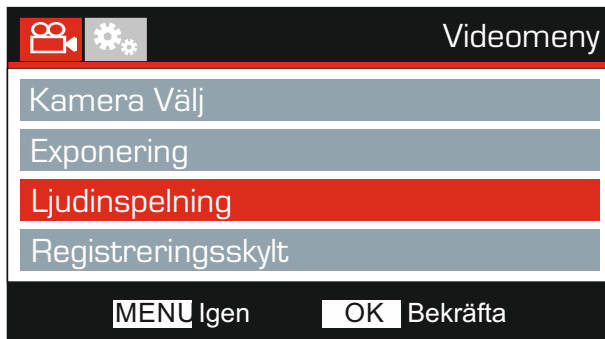 Videomeny
Kamera Välj
Exponering
Ljudinspelning
Registreringsskylt
MENU Igen OK Bekräfta